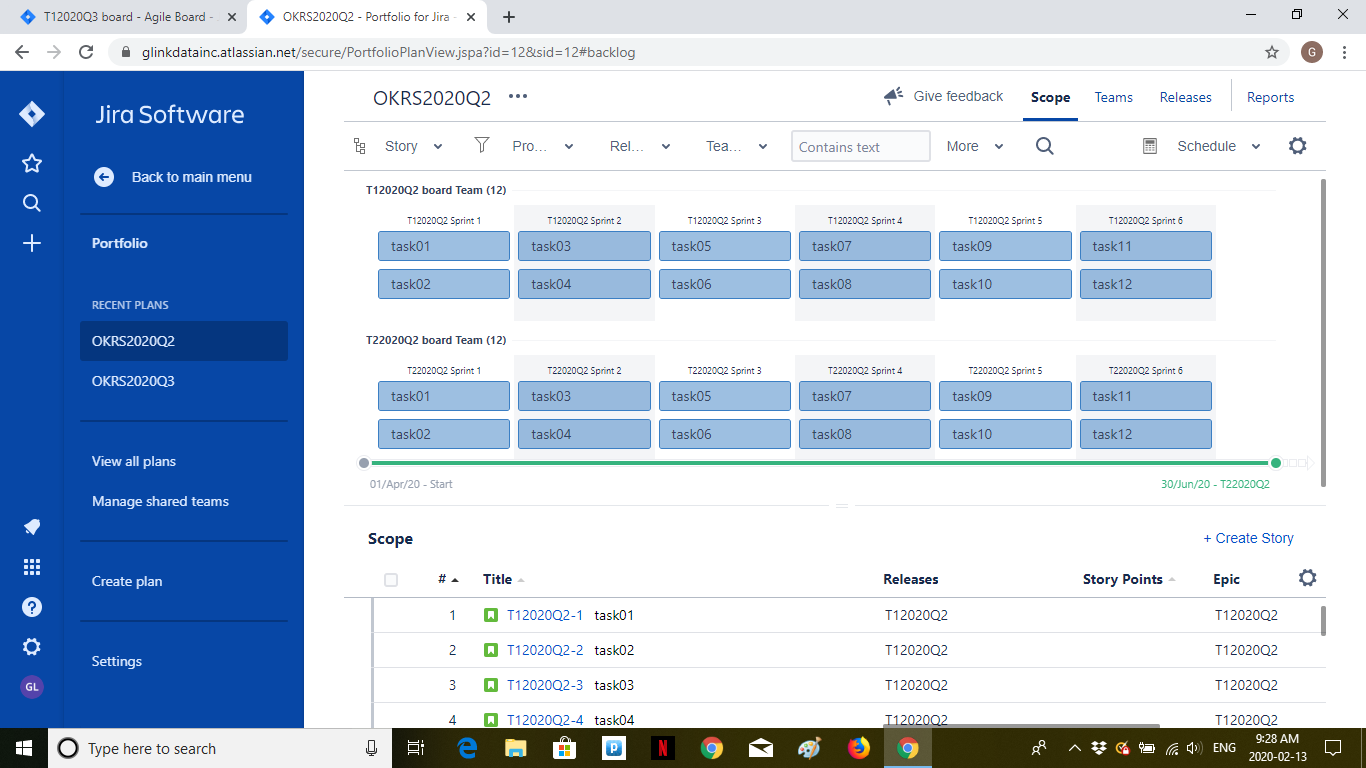 T12020Q3 board - Agile Board -
OKRS2020Q2 - Portfolio for Jira -
glinkdatainc.atlassian.net/secure/PortfolioPlanView.jspa?id=12&sid=12#backlog
G
Jira Software
Back to main menu
Portfolio
RECENT PLANS
OKRS2020Q2
OKRS2020Q3
View all plans
Manage shared teams
Create plan
Settings
GL
OKRS2020Q2
Give feedback
Scope
Teams
Releases
Reports
Story
Pro...
Rel...
Tea...
Contains text
More
Schedule
T12020Q2 board Team (12)
T12020Q2 Sprint 1 T12020Q2 Sprint 2 T12020Q2 Sprint 3 T12020Q2 Sprint 4 T12020Q2 Sprint 5 T12020Q2 Sprint 6
task01 task03 task05 task07 task09 task11
task02 task04 task06 task08 task10 task12
T22020Q2 board Team (12)
T22020Q2 Sprint 1 T22020Q2 Sprint 2 T22020Q2 Sprint 3 T22020Q2 Sprint 4 T22020Q2 Sprint 5 T22020Q2 Sprint 6
task01 task03 task05 task07 task09 task11
task02 task04 task06 task08 task10 task12
01/Apr/20 - Start 30/Jun/20 - T22020Q2
Scope + Create Story
# Title Releases Story Points Epic
1 T12020Q2-1 task01 T12020Q2 T12020Q2
2 T12020Q2-2 task02 T12020Q2 T12020Q2
3 T12020Q2-3 task03 T12020Q2 T12020Q2
4 T12020Q2-4 task04 T12020Q2 T12020Q2
Type here to search
ENG
9:28 AM
2020-02-13